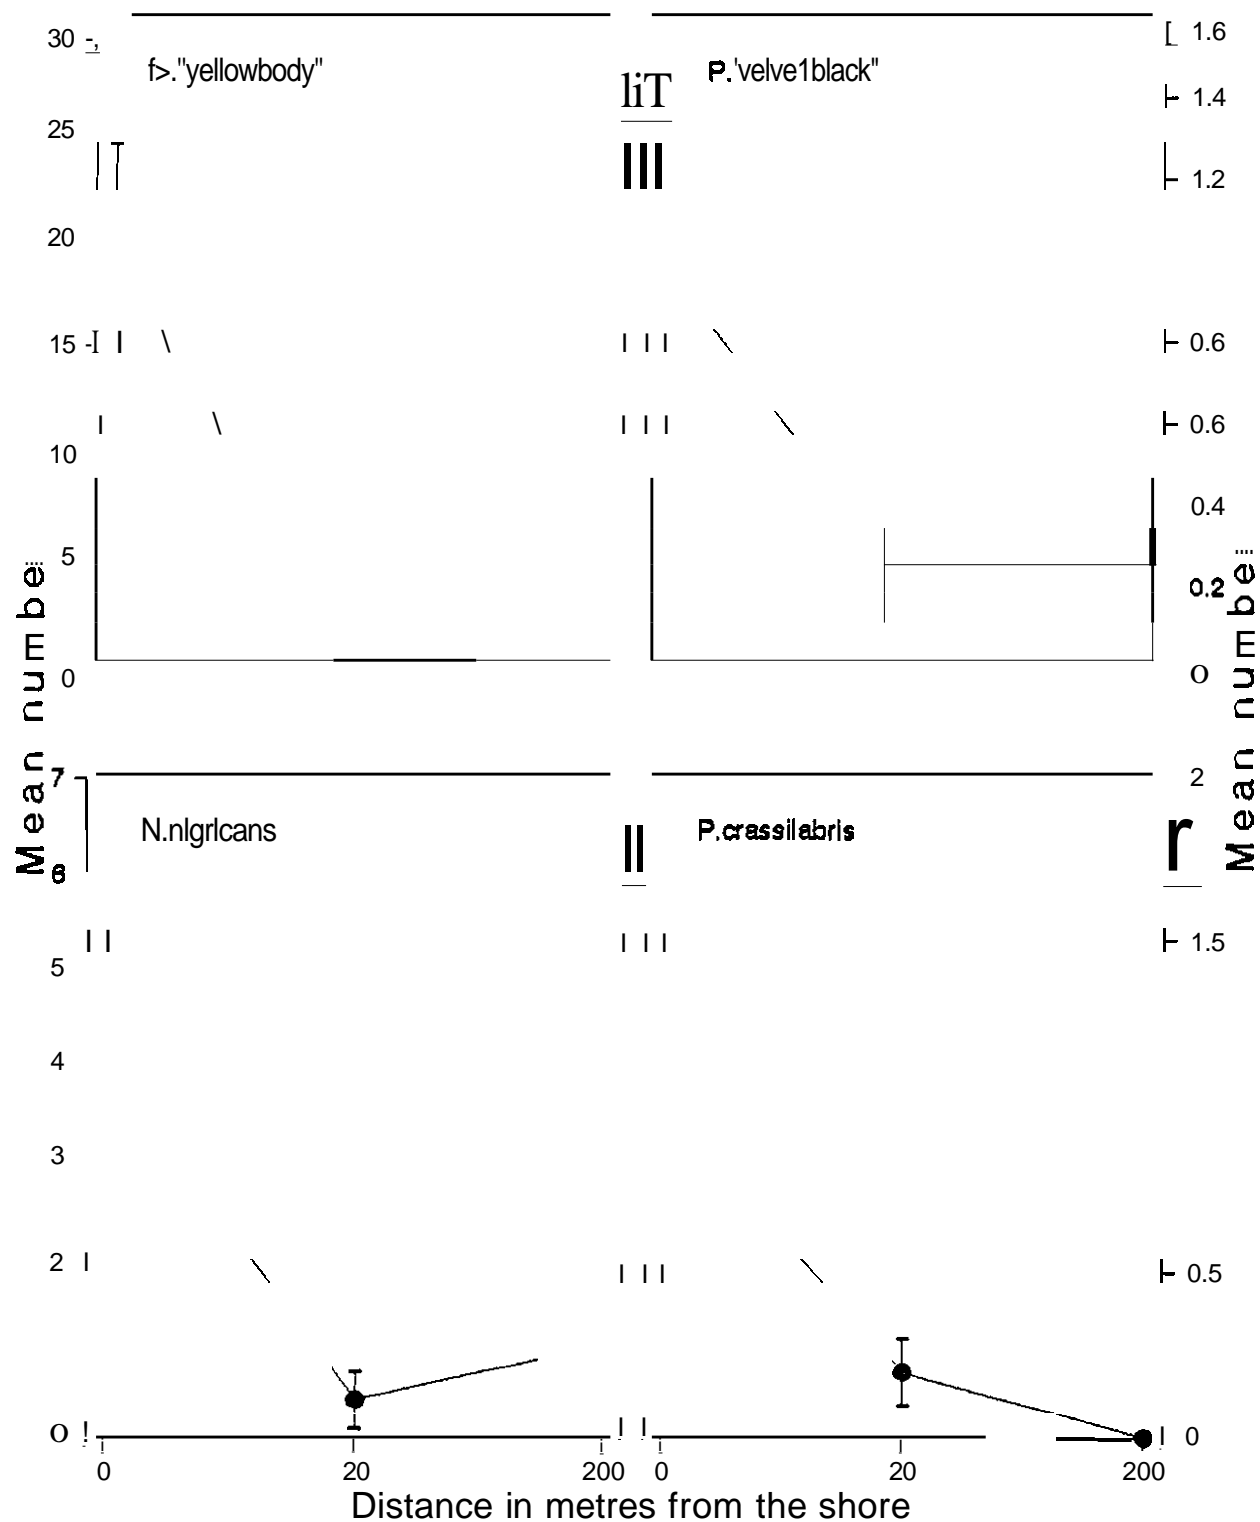 30 -,
[ 1.6
f>."yellowbody"
P.'velve1black"
liT
1.4
25
1.2
20
15 -I
0.6
0.6
10
0.4
5
0.2
0
O
Mean numbe
Mean numbe
7
2
N.nlgrlcans
P.crassilabris
r
6
1.5
5
4
3
2
0.5
O !
0
0 20 200 0 20 200
Distance in metres from the shore